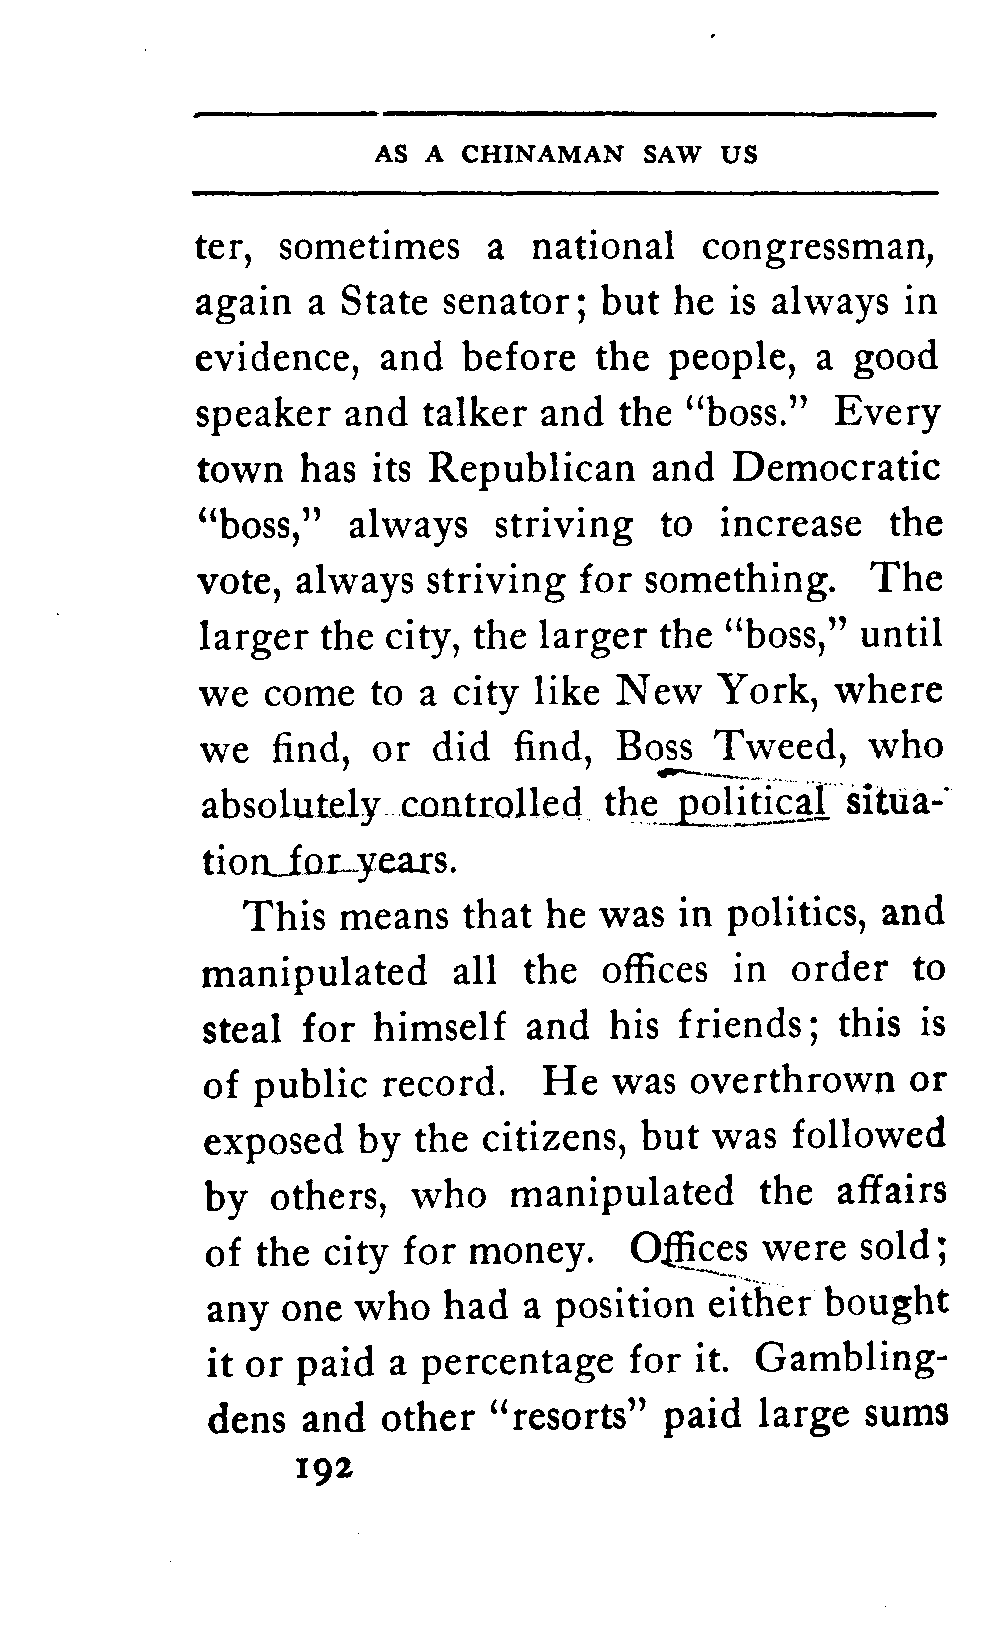 AS A CHINAMAN SAW US
ter, sometimes a national congressman,
again a State senator; but he is always in
evidence, and before the people, a good
speaker and talker and the “boss.” Every
town has its Republican and Democratic
“boss,” always striving to increase the
vote, always striving for something. The
larger the city, the larger the “boss,” until
we come to a city like New York, where
we find, or did find, Boss Tweed, who
absolutely controlled the political situa-
tion for years.
This means that he was in politics, and
manipulated all the offices in order to
steal for himself and his friends; this is
of public record. He was overthrown or
exposed by the citizens, but was followed
by others, who manipulated the affairs
of the city for money. Offices were sold;
any one who had a position either bought
it or paid a percentage for it. Gambling-
dens and other “resorts” paid large sums
192